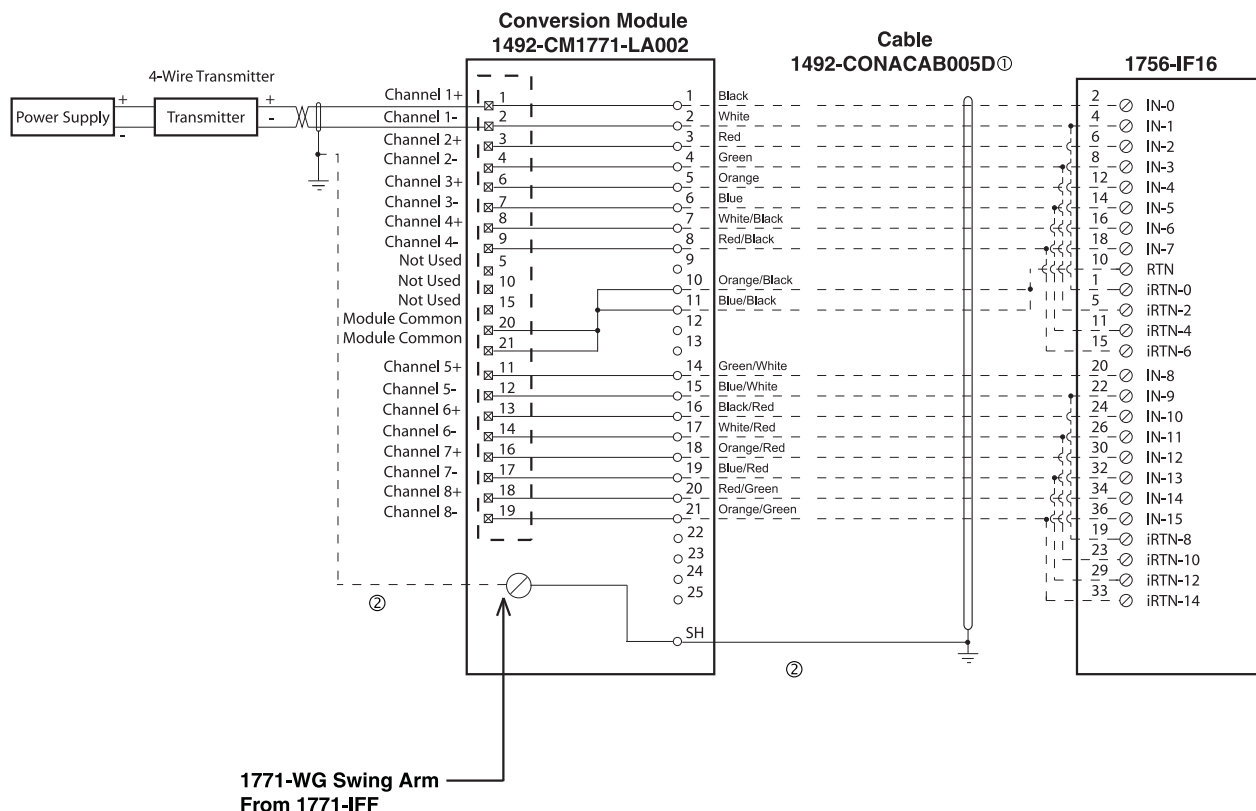 Conversion Module
1492-CM1771-LA002
Cable
1492-CONACAB005D①
1756-IF16
4-Wire Transmitter
Power Supply
+
-
Transmitter
+
-
Channel 1+ 1 1 Black 2 IN-0
Channel 1- 2 2 White 4 IN-1
Channel 2+ 3 3 Red 6 IN-2
Channel 2- 4 4 Green 8 IN-3
Channel 3+ 6 5 Orange 12 IN-4
Channel 3- 7 6 Blue 14 IN-5
Channel 4+ 8 7 White/Black 16 IN-6
Channel 4- 9 8 Red/Black 18 IN-7
Not Used 5 9 10 RTN
Not Used 10 10 Orange/Black 1 iRTN-0
Not Used 15 11 Blue/Black 5 iRTN-2
Module Common 20 12 11 iRTN-4
Module Common 21 13 15 iRTN-6
Channel 5+ 11 14 Green/White 20 IN-8
Channel 5- 12 15 Blue/White 22 IN-9
Channel 6+ 13 16 Black/Red 24 IN-10
Channel 6- 14 17 White/Red 26 IN-11
Channel 7+ 16 18 Orange/Red 30 IN-12
Channel 7- 17 19 Blue/Red 32 IN-13
Channel 8+ 18 20 Red/Green 34 IN-14
Channel 8- 19 21 Orange/Green 36 IN-15
22 19 iRTN-8
23 23 iRTN-10
24 29 iRTN-12
25 33 iRTN-14
②
SH
②
1771-WG Swing Arm
From 1771-IFF